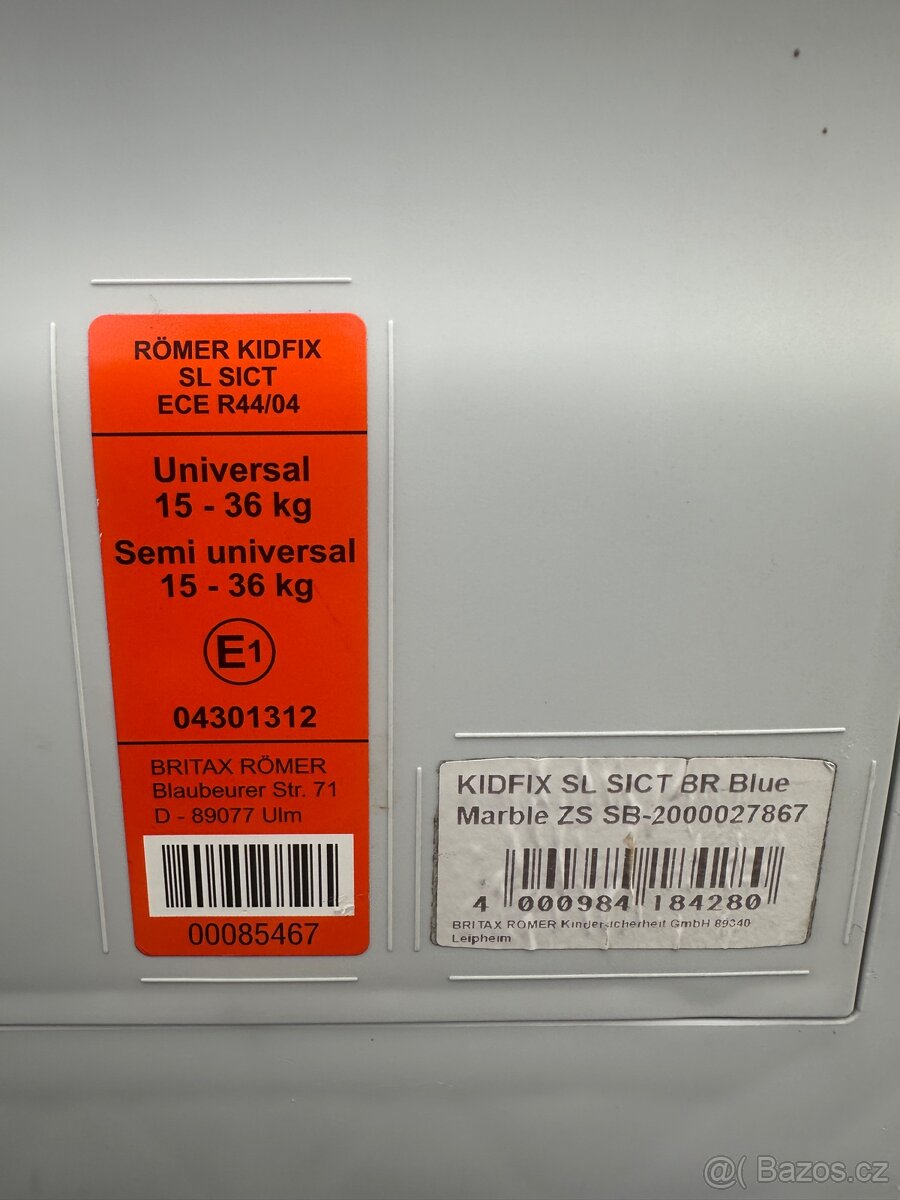 RÖMER KIDFIX
SL SICT
ECE R44/04
Universal
15 - 36 kg
Semi universal
15 - 36 kg
E1
04301312
BRITAX RÖMER
Blaubeurer Str. 71
D - 89077 Ulm
00085467
KIDFIX SL SICT BR Blue
Marble ZS SB-2000027867
4 000984 184280
BRITAX RÖMER Kindersicherheit GmbH 89340
Leipheim
@( Bazos.cz